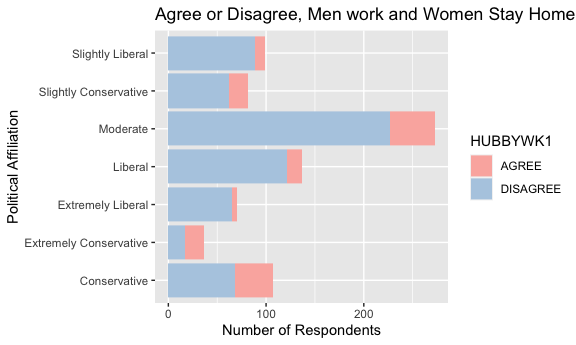 Agree or Disagree, Men work and Women Stay Home
Political Affiliation
Slightly Liberal
Slightly Conservative
Moderate
Liberal
Extremely Liberal
Extremely Conservative
Conservative
0
100
200
Number of Respondents
HUBBYWK1
AGREE
DISAGREE